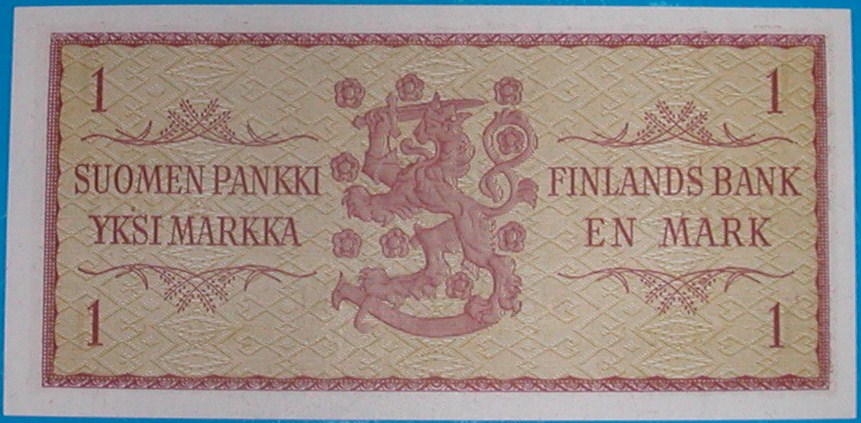 1
1
SUOMEN PANKKI
YKSI MARKKA
FINLANDS BANK
EN MARK
1
1